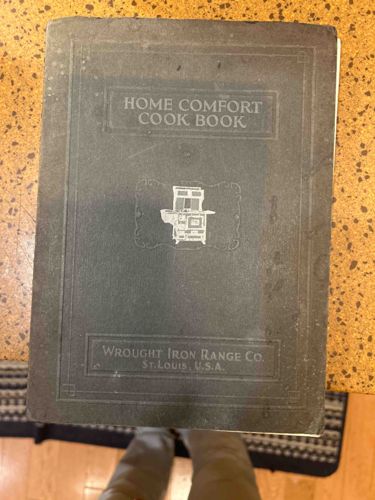 HOME COMFORT
COOK BOOK
WROUGHT IRON RANGE CO.
ST. LOUIS, U.S.A.